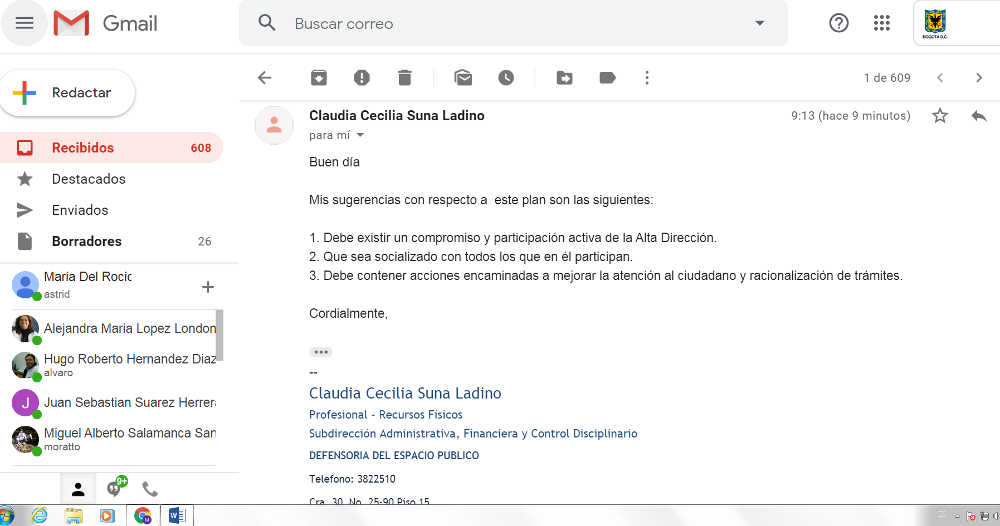 Gmail
Buscar correo
BOGOTÁ D.C.
Redactar
1 de 609
Recibidos 608
Destacados
Enviados
Borradores 26
Maria Del Rocic
astrid
Alejandra Maria Lopez London
Hugo Roberto Hernandez Diaz
alvaro
J
Juan Sebastian Suarez Herrer
Miguel Alberto Salamanca San
moratto
9+
Claudia Cecilia Suna Ladino
9:13 (hace 9 minutos)
para mí
Buen día
Mis sugerencias con respecto a  este plan son las siguientes:
1. Debe existir un compromiso y participación activa de la Alta Dirección.
2. Que sea socializado con todos los que en él participan.
3. Debe contener acciones encaminadas a mejorar la atención al ciudadano y racionalización de trámites.
Cordialmente,
--
Claudia Cecilia Suna Ladino
Profesional - Recursos Físicos
Subdirección Administrativa, Financiera y Control Disciplinario
DEFENSORIA DEL ESPACIO PUBLICO
Telefono: 3822510
Cra. 30 No. 25-90 Piso 15
M
W
ES